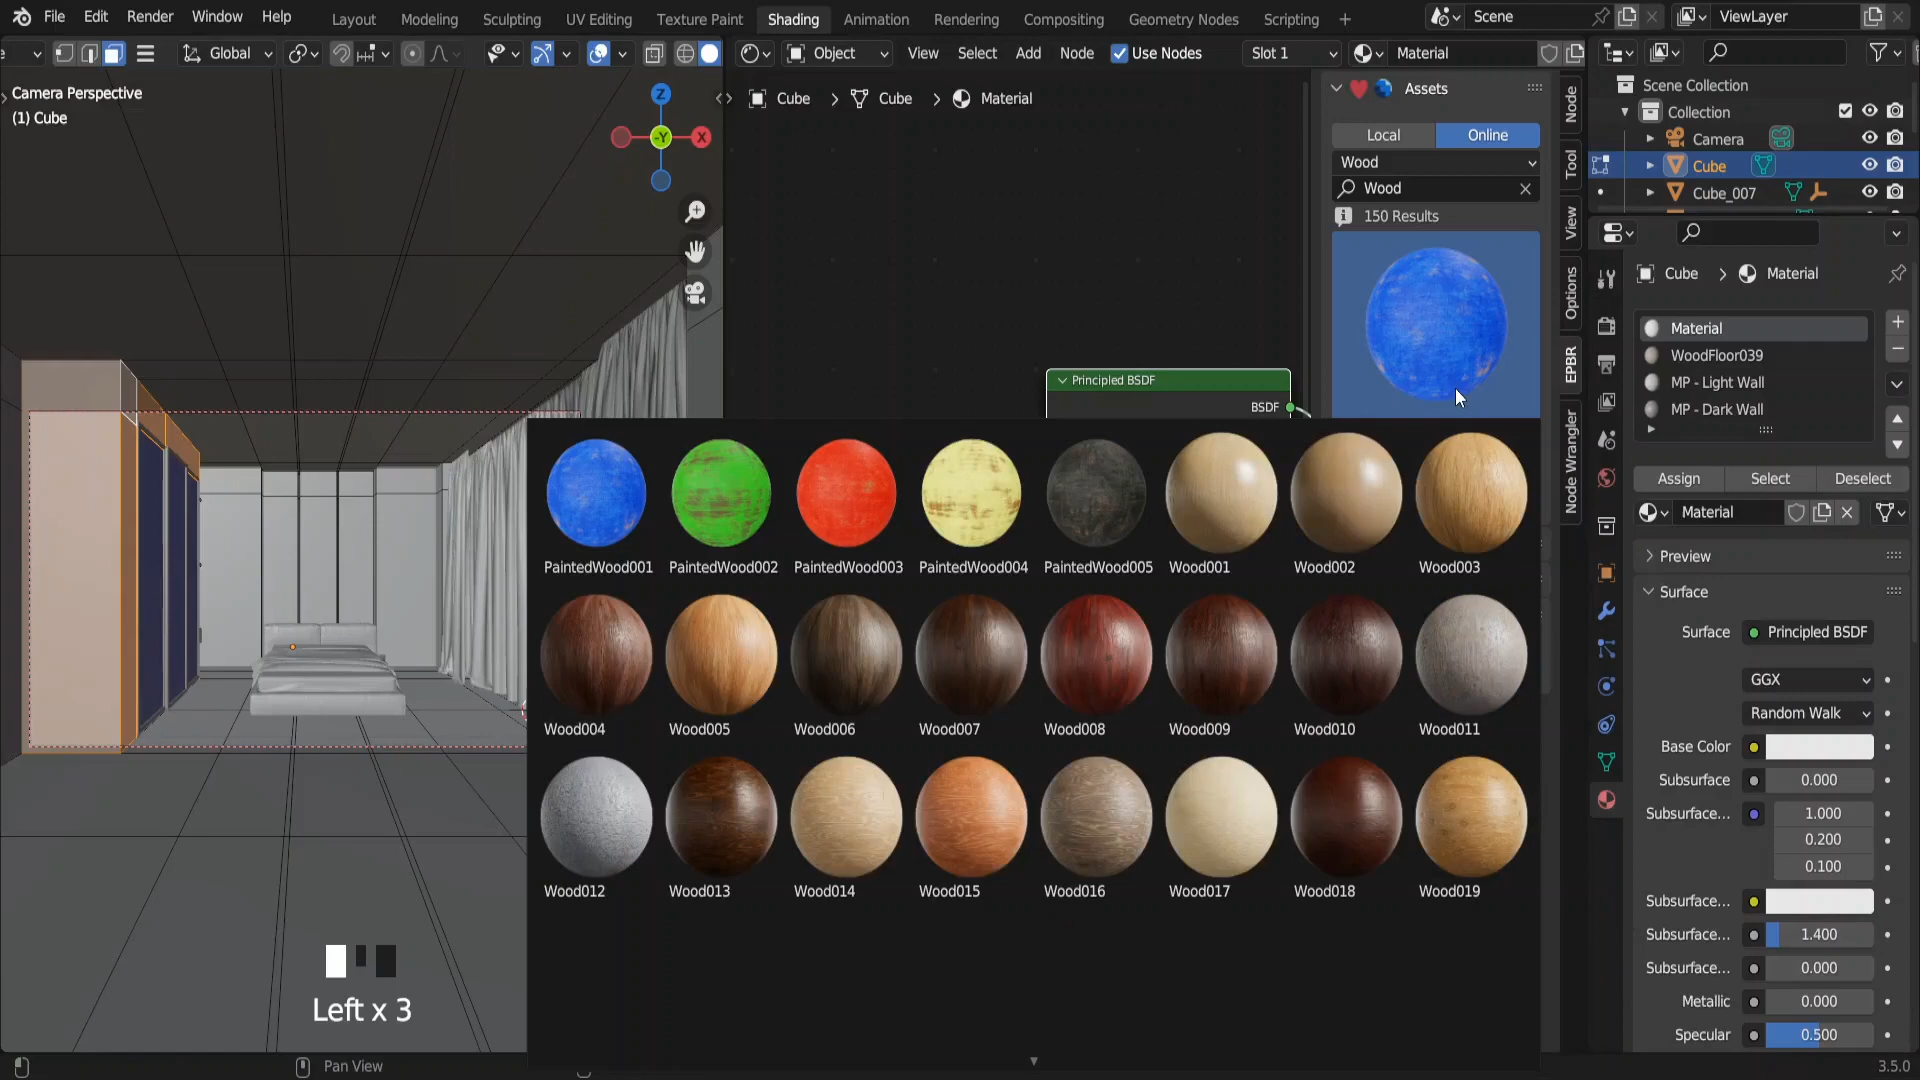 File Edit Render Window Help
Layout Modeling Sculpting UV Editing Texture Paint Shading Animation Rendering Compositing Geometry Nodes Scripting +
Scene
ViewLayer
Global
Object View Select Add Node Use Nodes Slot 1 Material
Camera Perspective
(1) Cube
Z
-Y
X
Cube > Cube > Material
Principled BSDF
BSDF
Assets
Local Online
Wood
Wood
150 Results
Node
Tool
View
Options
EPBR
Node Wrangler
PaintedWood001 PaintedWood002 PaintedWood003 PaintedWood004 PaintedWood005 Wood001 Wood002 Wood003
Wood004 Wood005 Wood006 Wood007 Wood008 Wood009 Wood010 Wood011
Wood012 Wood013 Wood014 Wood015 Wood016 Wood017 Wood018 Wood019
Scene Collection
Collection
Camera
Cube
Cube_007
Cube > Material
Material
WoodFloor039
MP - Light Wall
MP - Dark Wall
Assign Select Deselect
Material
Preview
Surface
Surface Principled BSDF
GGX
Random Walk
Base Color
Subsurface 0.000
Subsurface... 1.000
0.200
0.100
Subsurface...
Subsurface... 1.400
Subsurface... 0.000
Metallic 0.000
Specular 0.500
Left x 3
Pan View
3.5.0